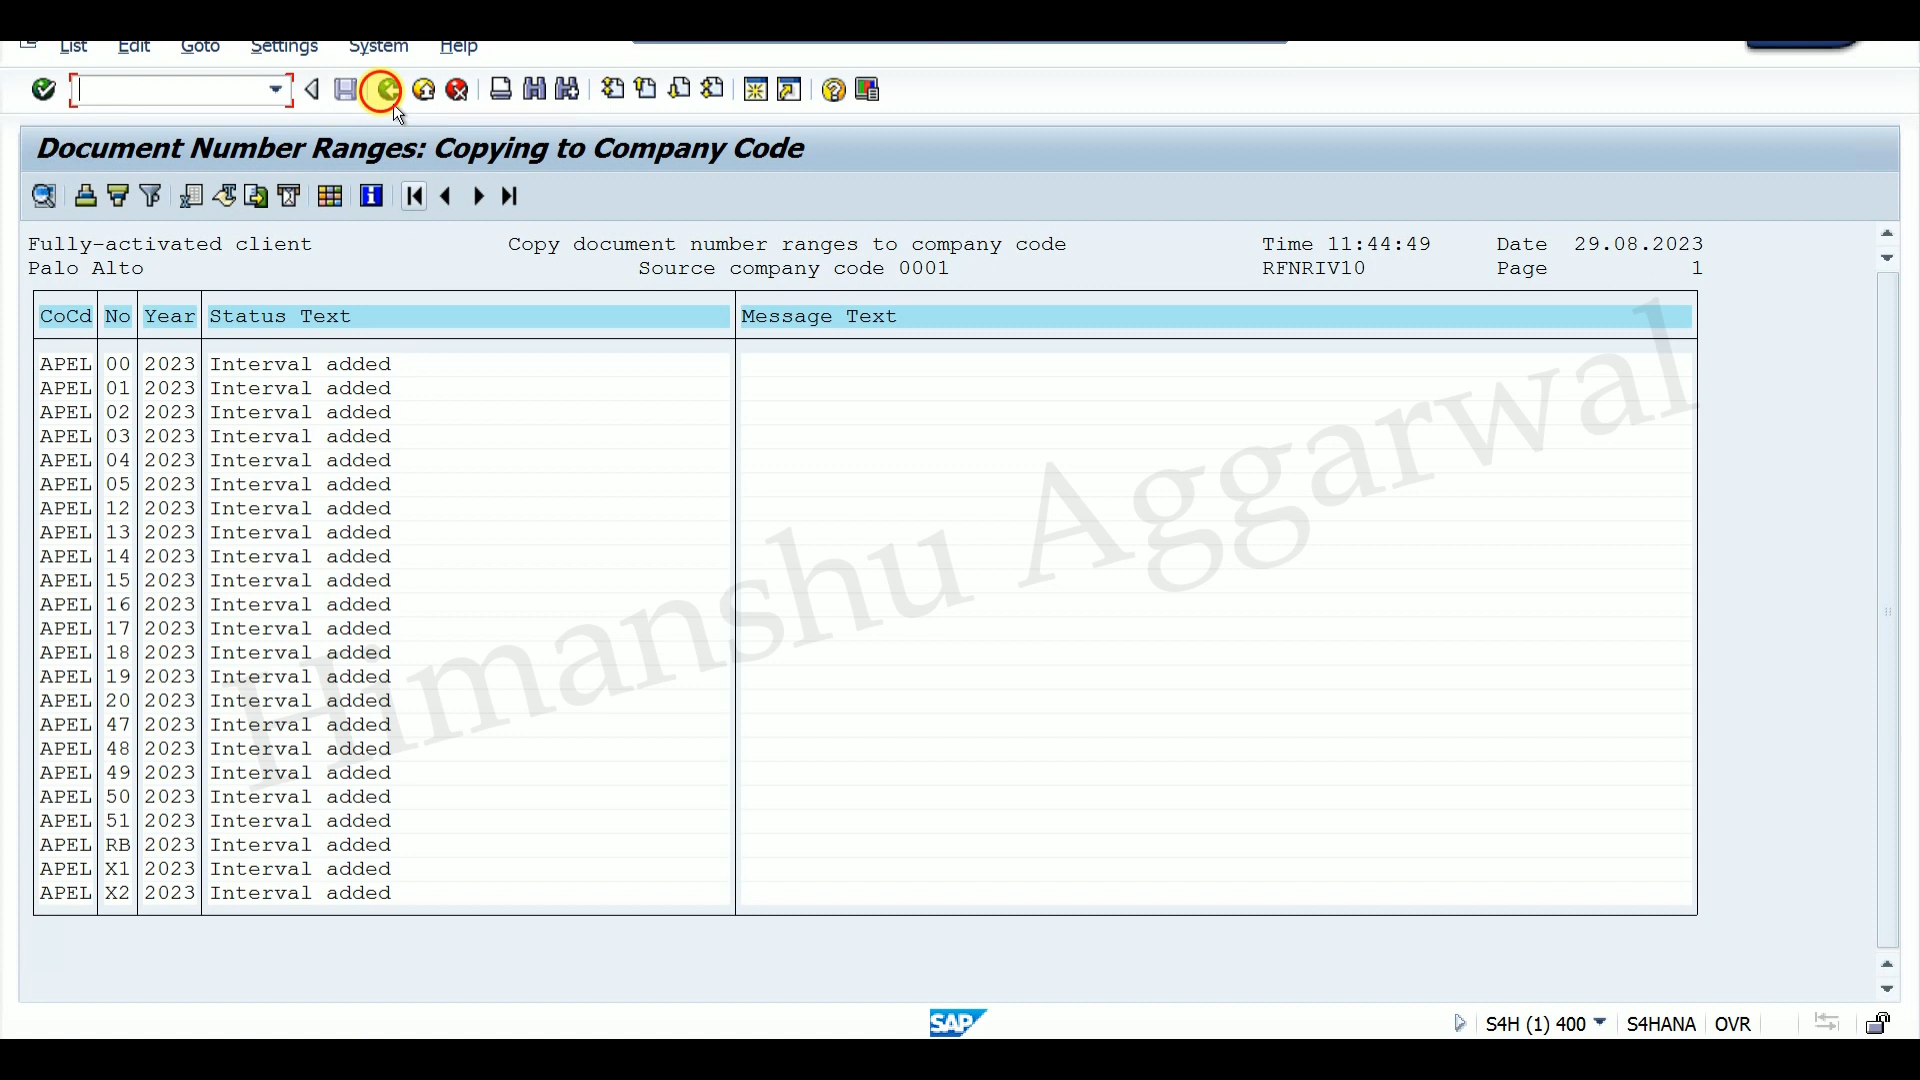 List Edit Goto Settings System Help
Document Number Ranges: Copying to Company Code
Fully-activated client Copy document number ranges to company code Time 11:44:49 Date 29.08.2023
Palo Alto Source company code 0001 RFNRIV10 Page 1
CoCd No Year Status Text Message Text
APEL 00 2023 Interval added
APEL 01 2023 Interval added
APEL 02 2023 Interval added
APEL 03 2023 Interval added
APEL 04 2023 Interval added
APEL 05 2023 Interval added
APEL 12 2023 Interval added
APEL 13 2023 Interval added
APEL 14 2023 Interval added
APEL 15 2023 Interval added
APEL 16 2023 Interval added
APEL 17 2023 Interval added
APEL 18 2023 Interval added
APEL 19 2023 Interval added
APEL 20 2023 Interval added
APEL 47 2023 Interval added
APEL 48 2023 Interval added
APEL 49 2023 Interval added
APEL 50 2023 Interval added
APEL 51 2023 Interval added
APEL RB 2023 Interval added
APEL X1 2023 Interval added
APEL X2 2023 Interval added
Himanshu Aggarwal
SAP S4H (1) 400 S4HANA OVR